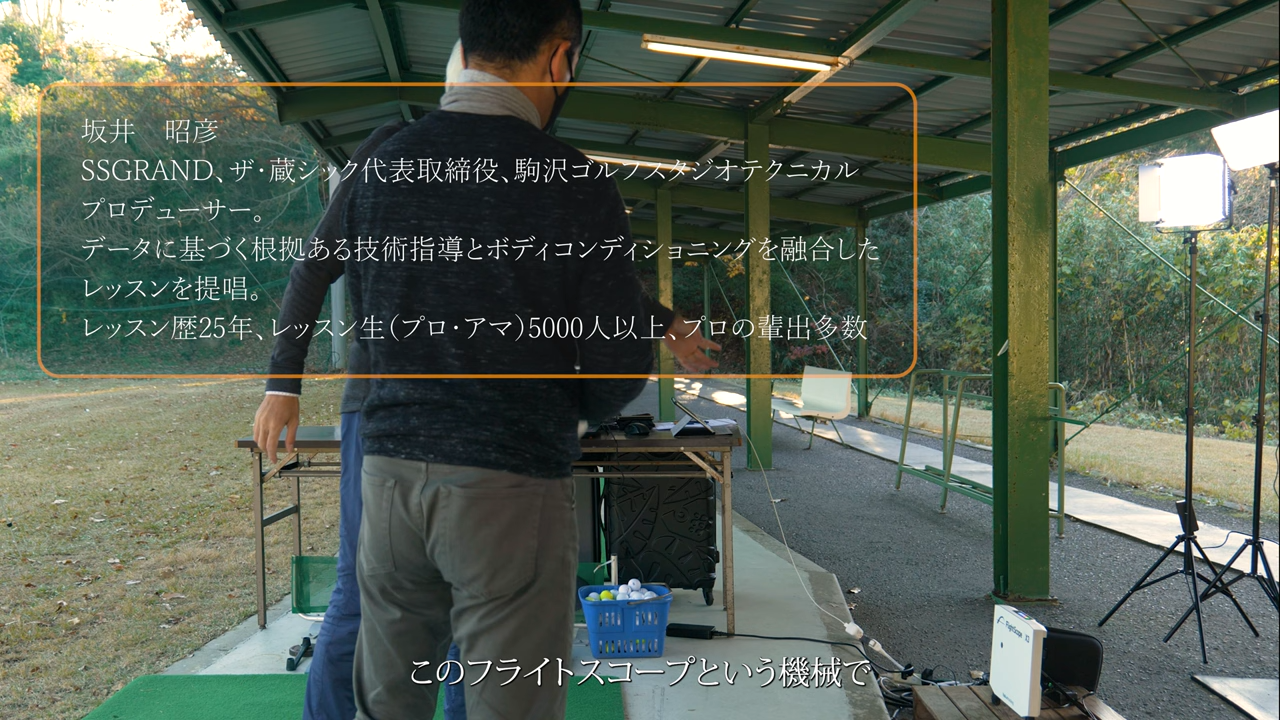 坂井　昭彦
SSGRAND、ザ・蔵シック代表取締役、駒沢ゴルフスタジオテクニカル
プロデューサー。
データに基づく根拠ある技術指導とボディコンディショニングを融合した
レッスンを提唱。
レッスン歴25年、レッスン生（プロ・アマ）5000人以上、プロの輩出多数
FlightScope X3
このフライトスコープという機械で